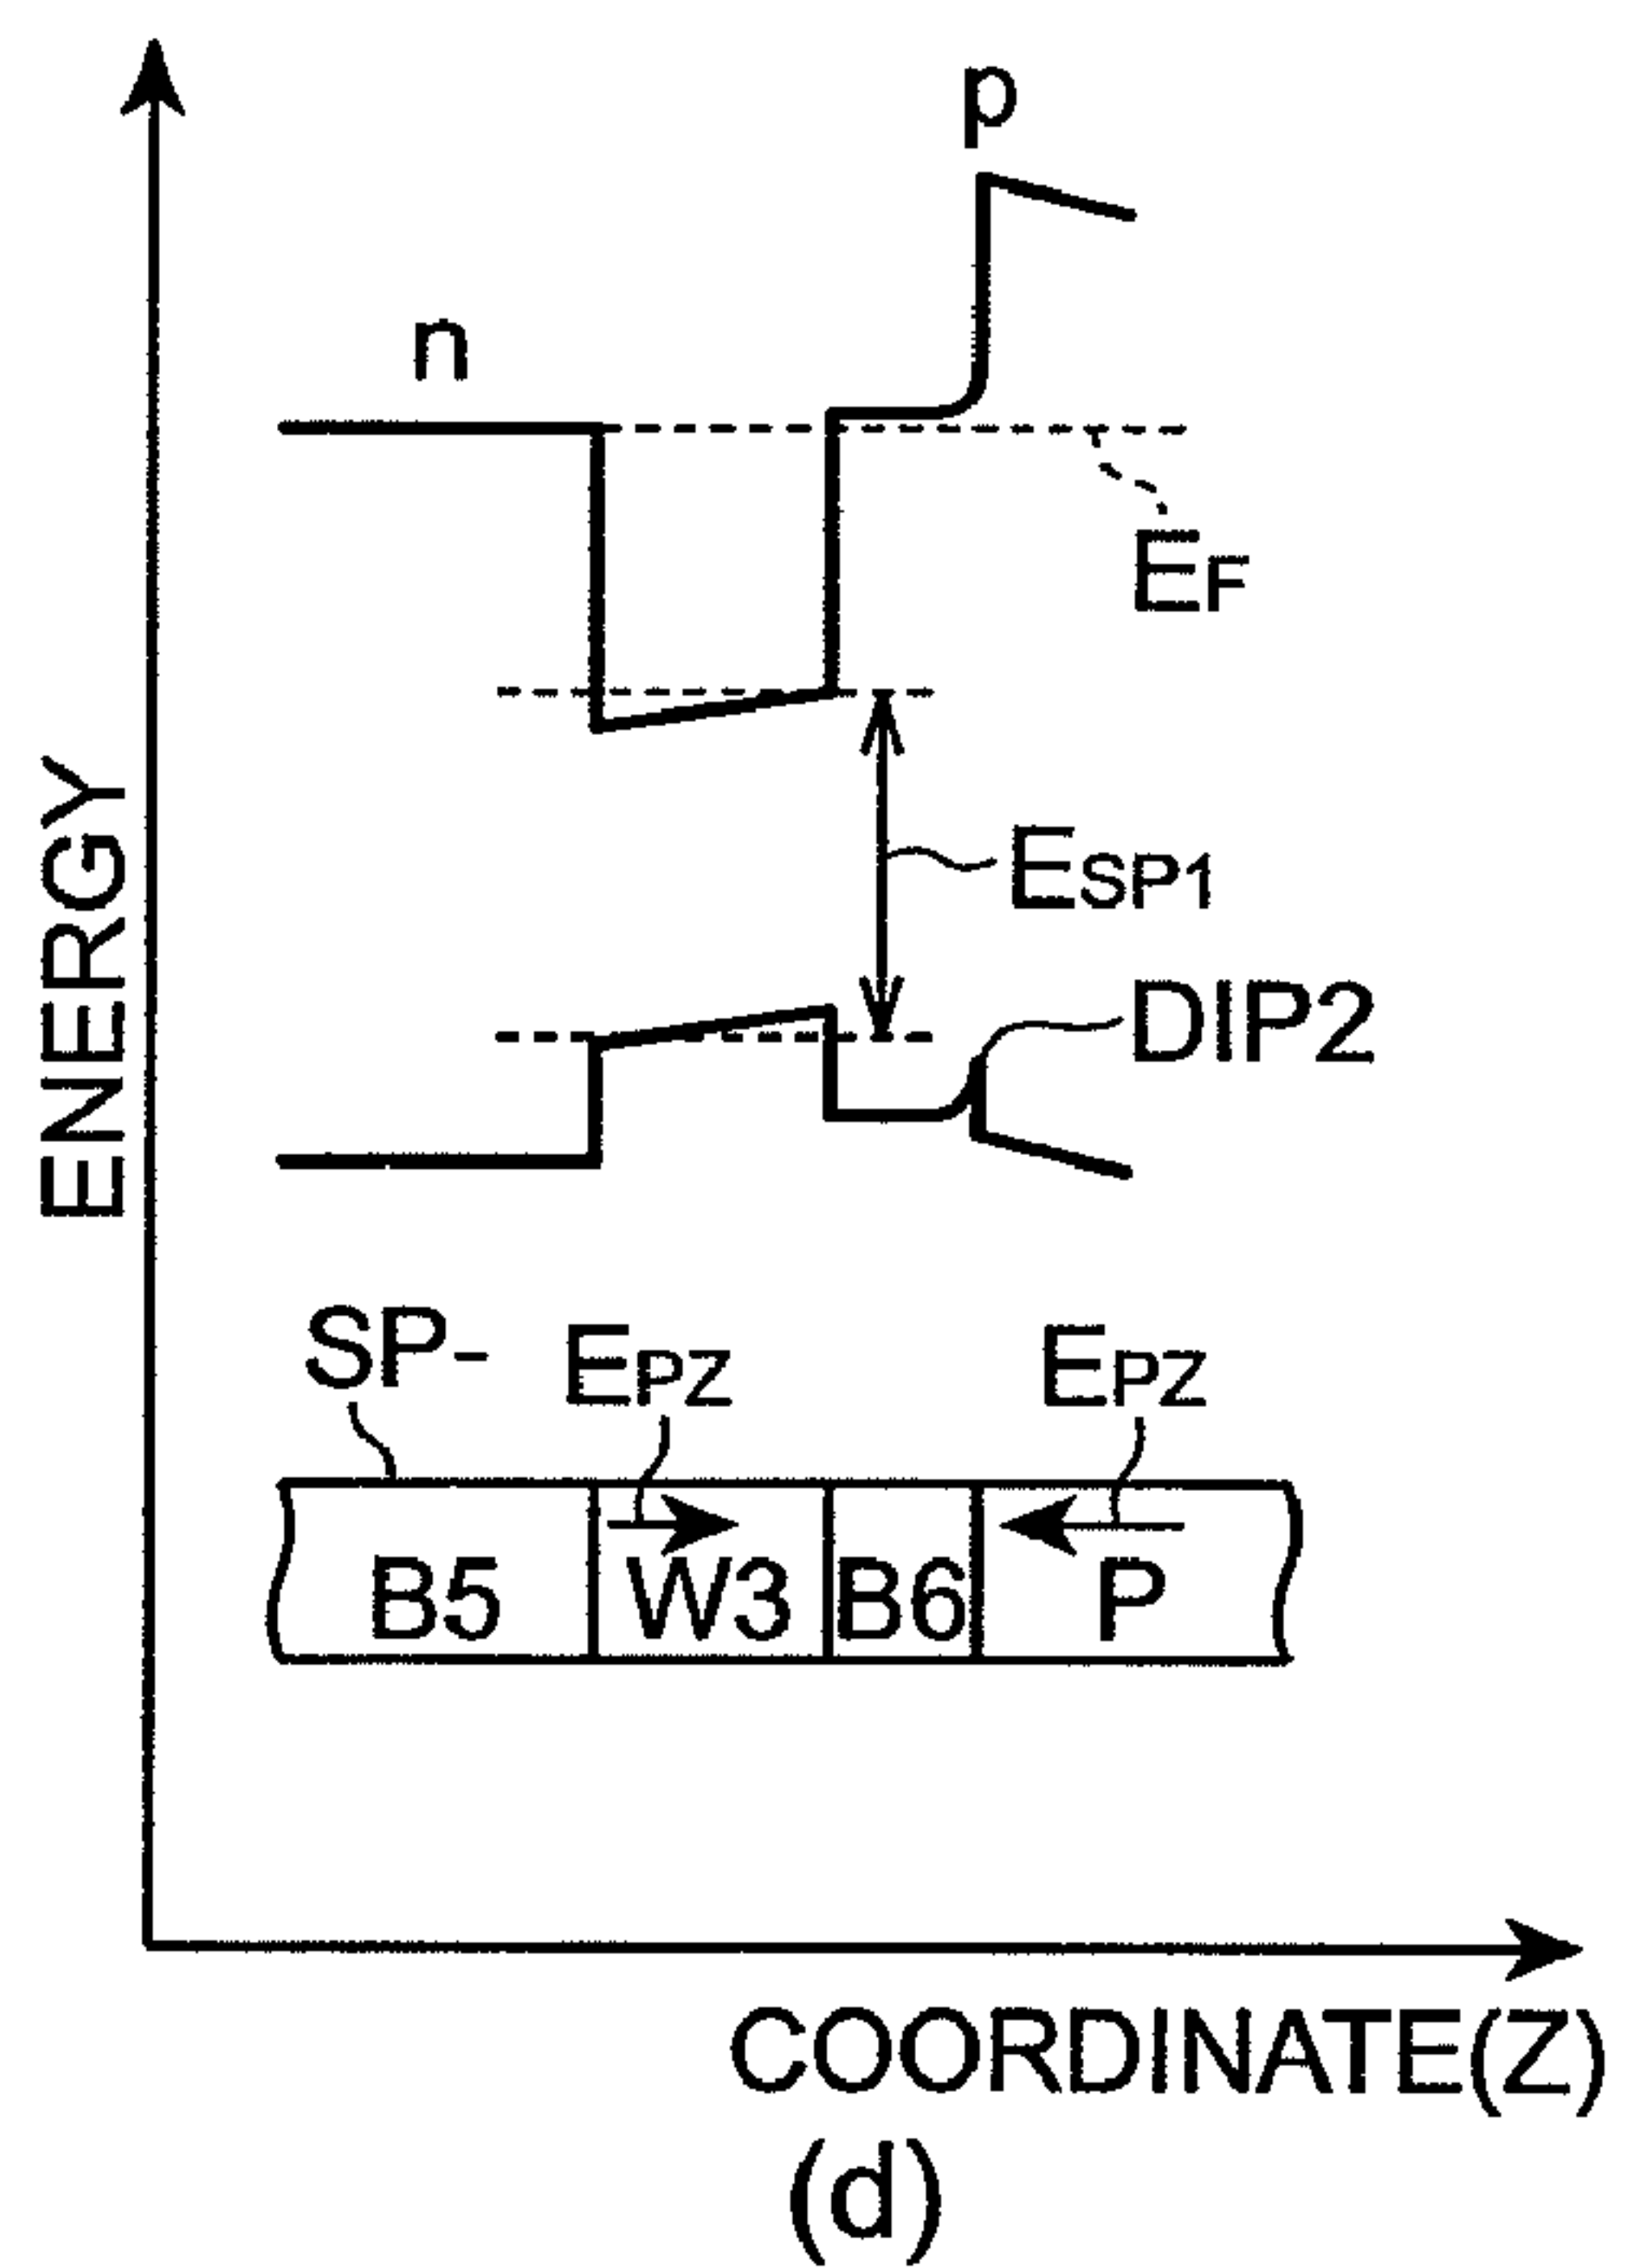 p
n
EF
ENERGY
ESP1
DIP2
SP-
EPZ
EPZ
B5
W3
B6
P
COORDINATE(Z)
(d)